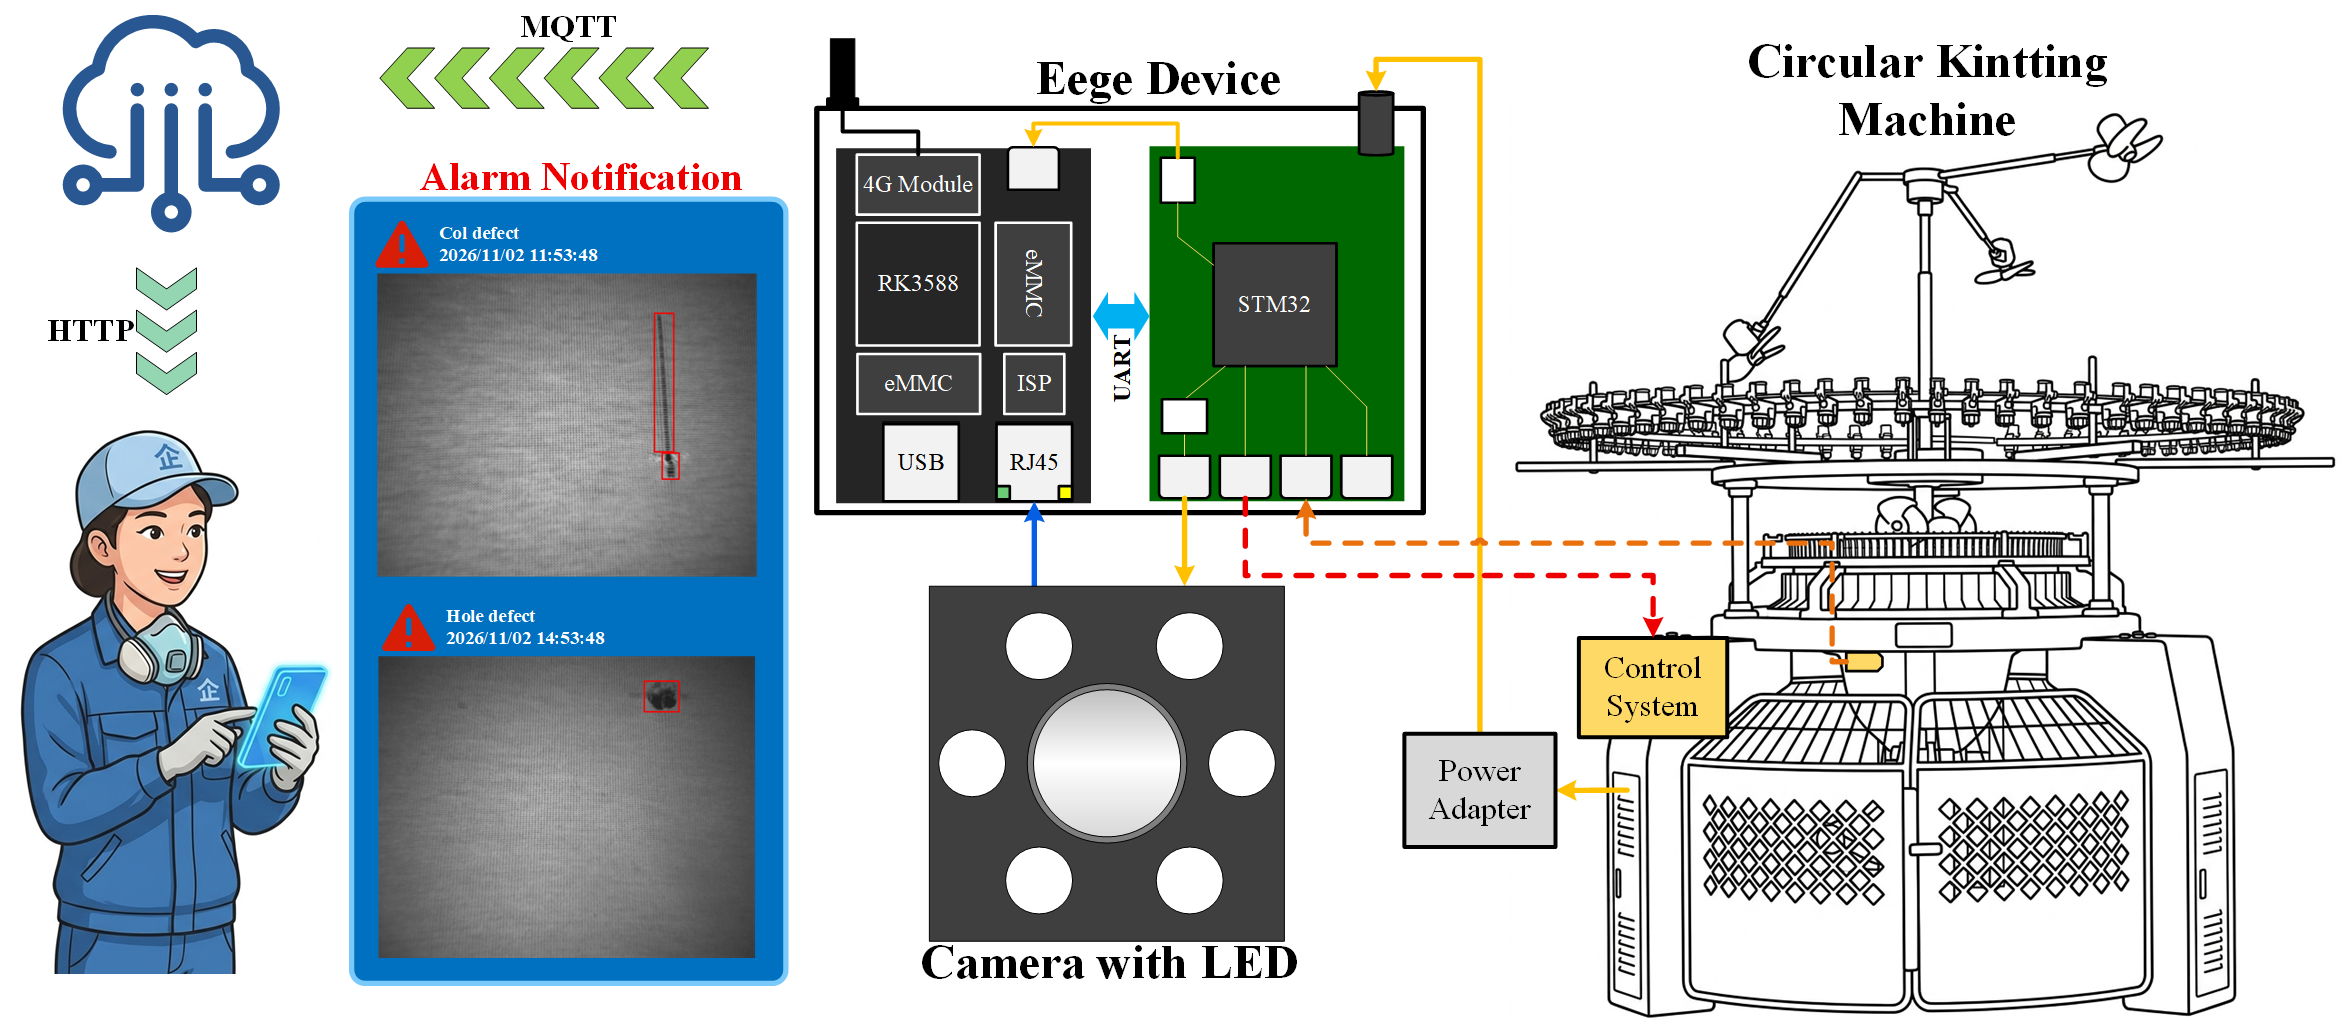 MQTT
HTTP
企
企
Alarm Notification
Col defect
2026/11/02 11:53:48
Hole defect
2026/11/02 14:53:48
Eege Device
4G Module
RK3588
eMMC
eMMC
ISP
USB
RJ45
UART
STM32
Camera with LED
Power
Adapter
Control
System
Circular Kintting
Machine